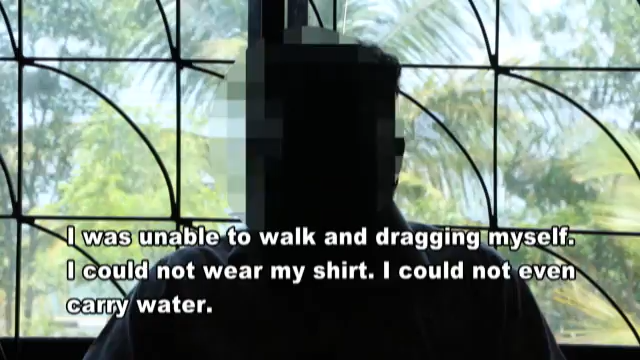 I was unable to walk and dragging myself.
I could not wear my shirt. I could not even
carry water.